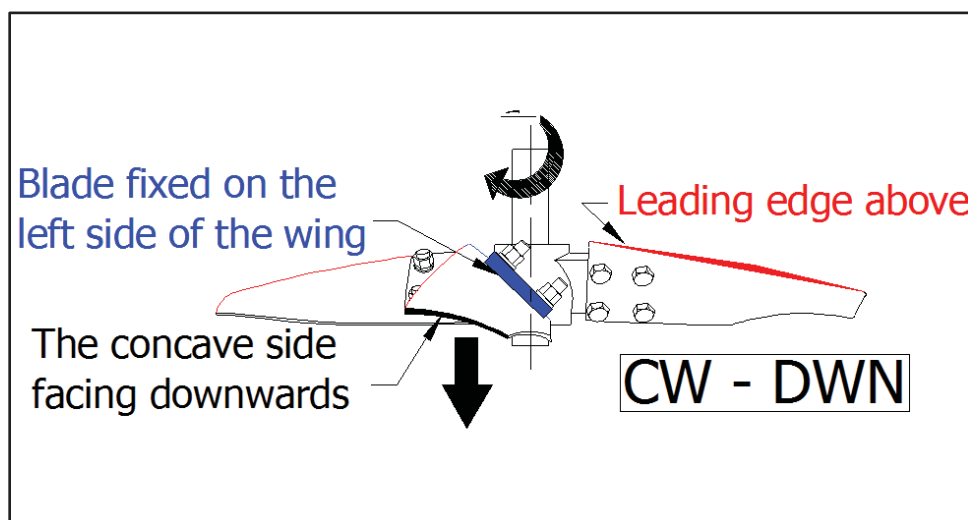 Blade fixed on the
left side of the wing
Leading edge above
The concave side
facing downwards
CW - DWN